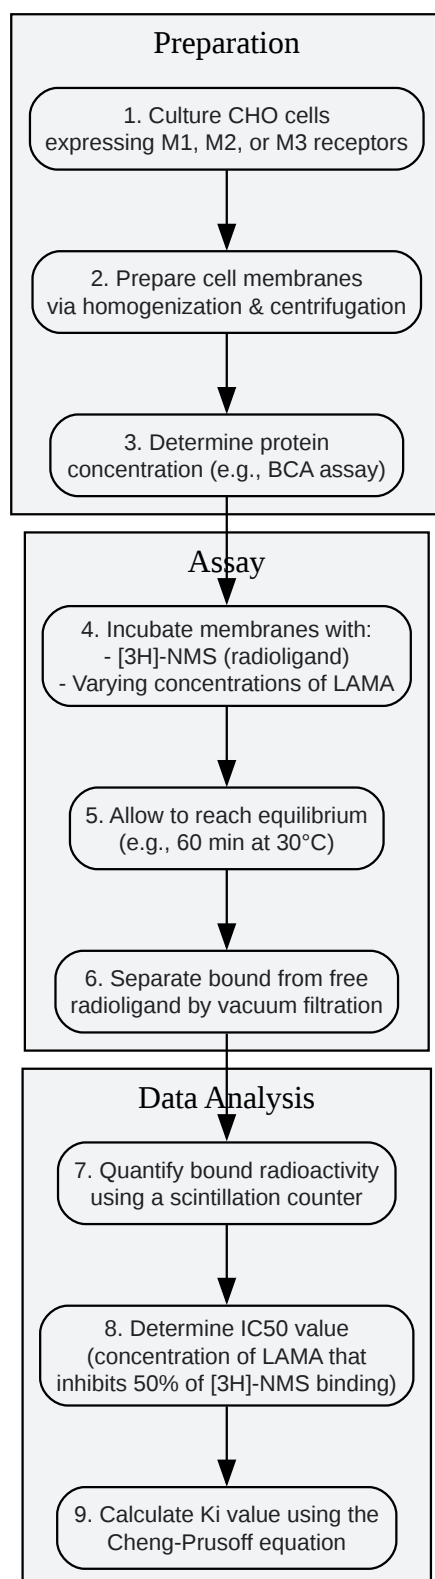 Preparation
1. Culture CHO cells
expressing M1, M2, or M3 receptors
2. Prepare cell membranes
via homogenization & centrifugation
3. Determine protein
concentration (e.g., BCA assay)
Assay
4. Incubate membranes with:
- [3H]-NMS (radioligand)
- Varying concentrations of LAMA
5. Allow to reach equilibrium
(e.g., 60 min at 30°C)
6. Separate bound from free
radioligand by vacuum filtration
Data Analysis
7. Quantify bound radioactivity
using a scintillation counter
8. Determine IC50 value
(concentration of LAMA that
inhibits 50% of [3H]-NMS binding)
9. Calculate Ki value using the
Cheng-Prusoff equation